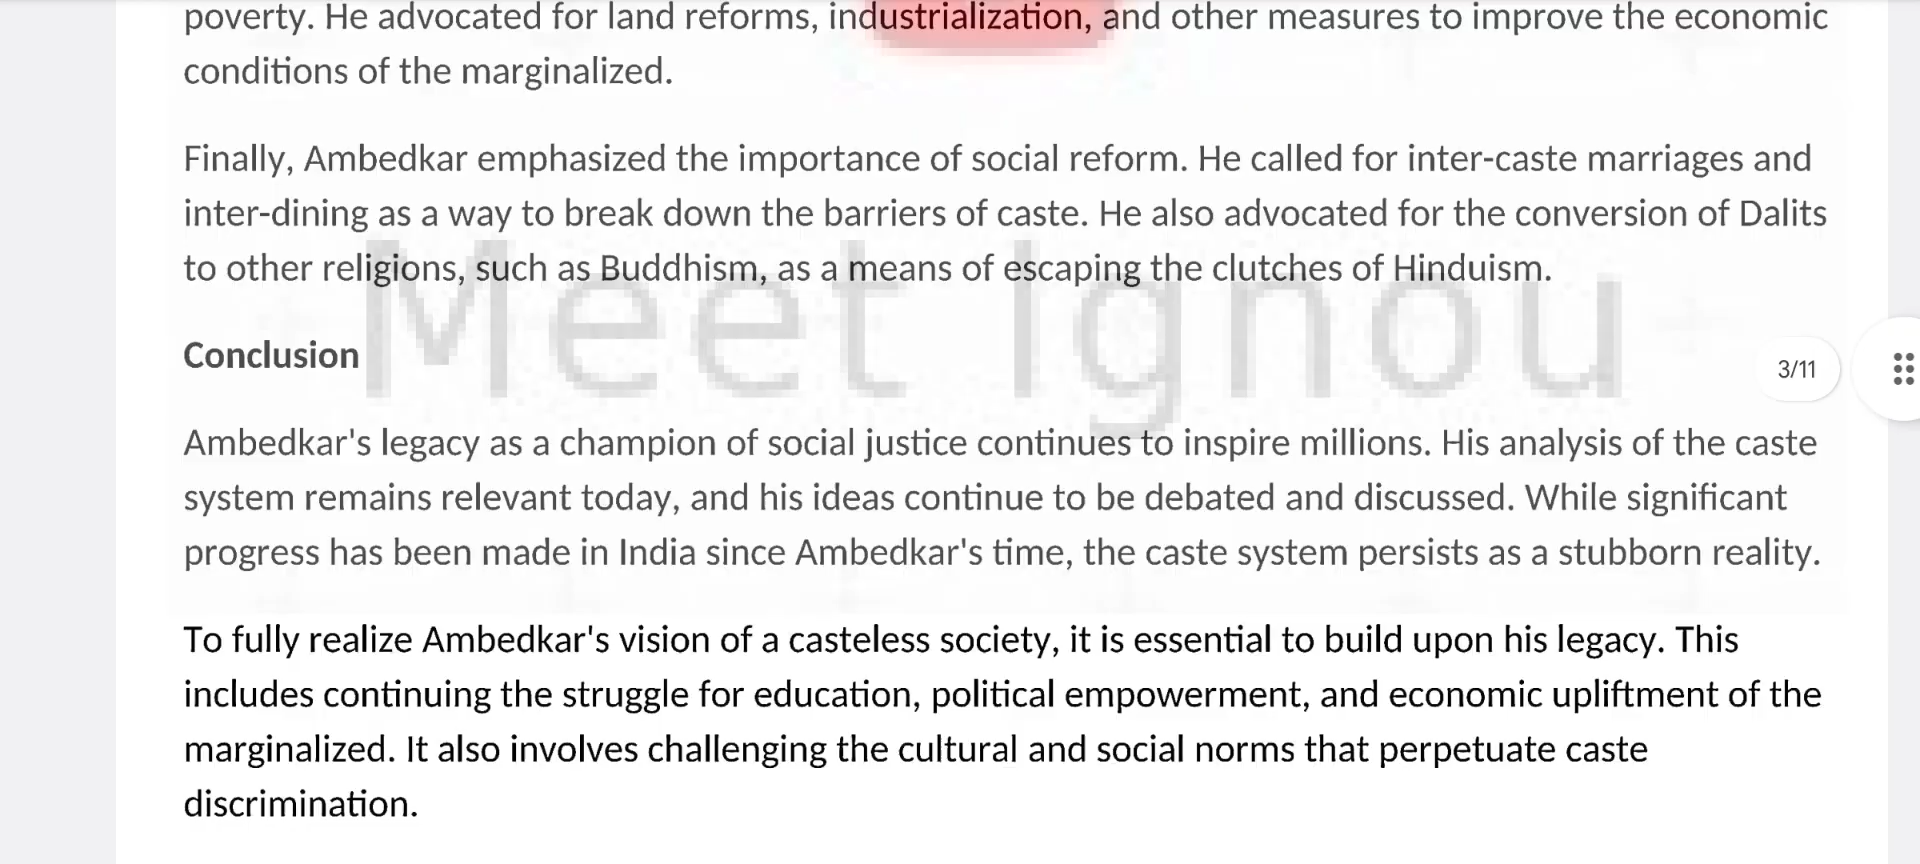 poverty. He advocated for land reforms, industrialization, and other measures to improve the economic
conditions of the marginalized.
Finally, Ambedkar emphasized the importance of social reform. He called for inter-caste marriages and
inter-dining as a way to break down the barriers of caste. He also advocated for the conversion of Dalits
to other religions, such as Buddhism, as a means of escaping the clutches of Hinduism.
Meet Ignou
Conclusion
3/11
Ambedkar's legacy as a champion of social justice continues to inspire millions. His analysis of the caste
system remains relevant today, and his ideas continue to be debated and discussed. While significant
progress has been made in India since Ambedkar's time, the caste system persists as a stubborn reality.
To fully realize Ambedkar's vision of a casteless society, it is essential to build upon his legacy. This
includes continuing the struggle for education, political empowerment, and economic upliftment of the
marginalized. It also involves challenging the cultural and social norms that perpetuate caste
discrimination.